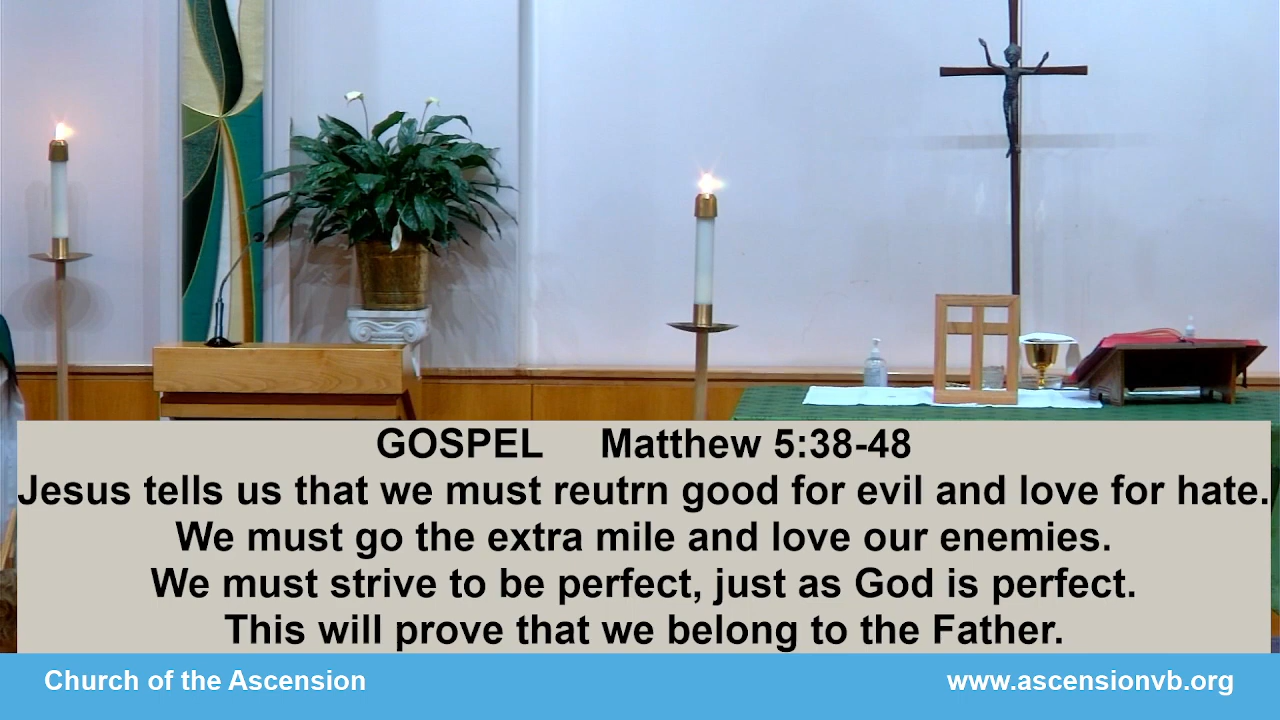 GOSPEL Matthew 5:38-48
Jesus tells us that we must reutrn good for evil and love for hate.
We must go the extra mile and love our enemies.
We must strive to be perfect, just as God is perfect.
This will prove that we belong to the Father.
Church of the Ascension www.ascensionvb.org